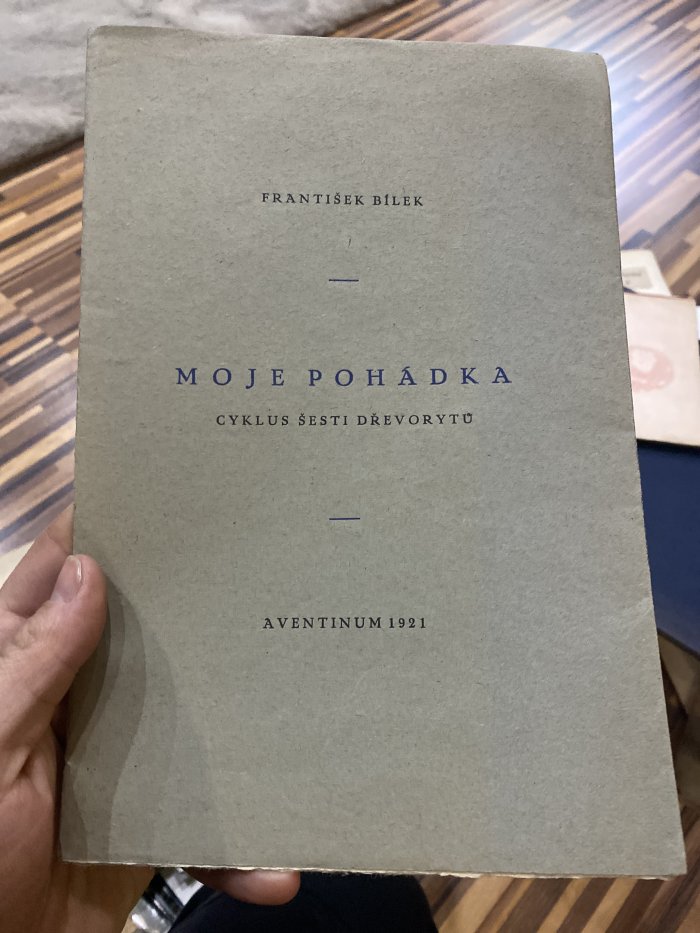 FRANTIŠEK BÍLEK
MOJE POHÁDKA
CYKLUS ŠESTI DŘEVORYTŮ
AVENTINUM 1921